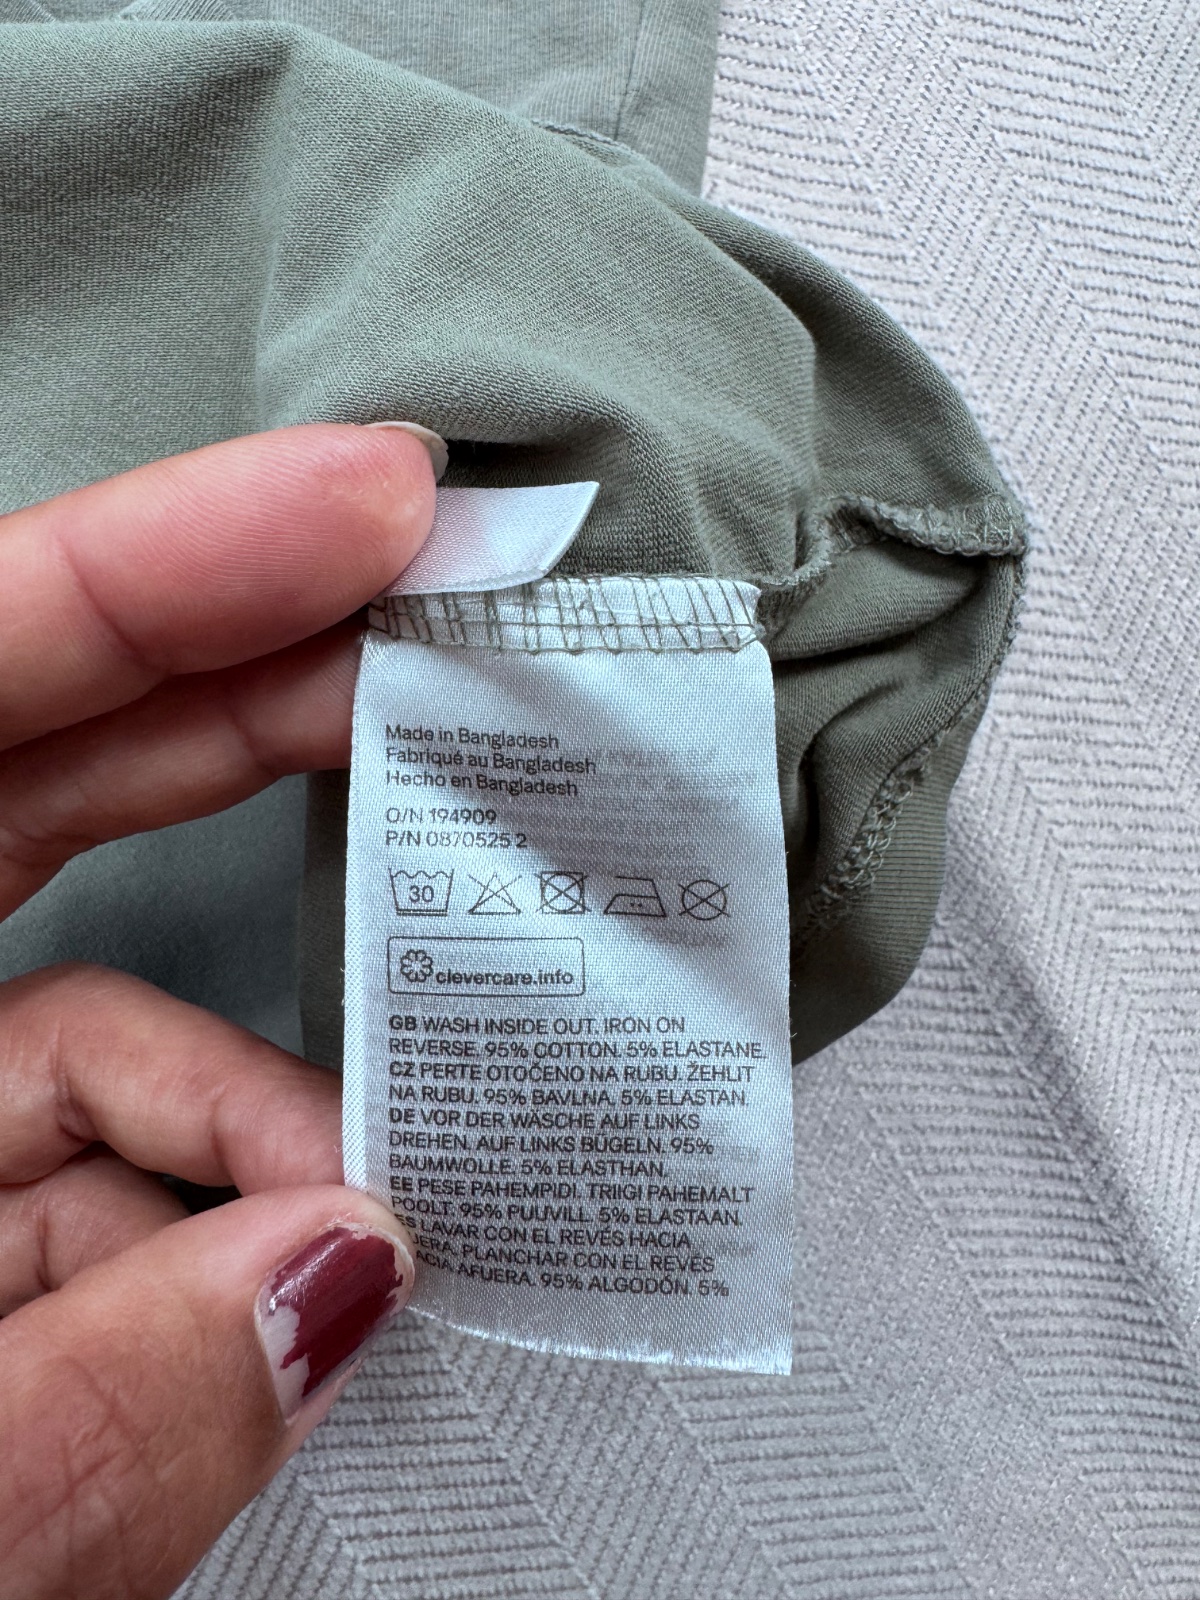 Made in Bangladesh
Fabriqué au Bangladesh
Hecho en Bangladesh
O/N 194909
P/N 0870525 2
30
clevercare.info
GB WASH INSIDE OUT. IRON ON
REVERSE. 95% COTTON. 5% ELASTANE.
CZ PERTE OTOČENO NA RUBU. ŽEHLIT
NA RUBU. 95% BAVLNA. 5% ELASTAN.
DE VOR DER WÄSCHE AUF LINKS
DREHEN. AUF LINKS BÜGELN. 95%
BAUMWOLLE. 5% ELASTHAN.
EE PESE PAHEMPIDI. TRIIGI PAHEMALT
POOLT. 95% PUUVILL. 5% ELASTAAN.
ES LAVAR CON EL REVÉS HACIA
PLANCHAR CON EL REVÉS
AFUERA. 95% ALGODÓN. 5%